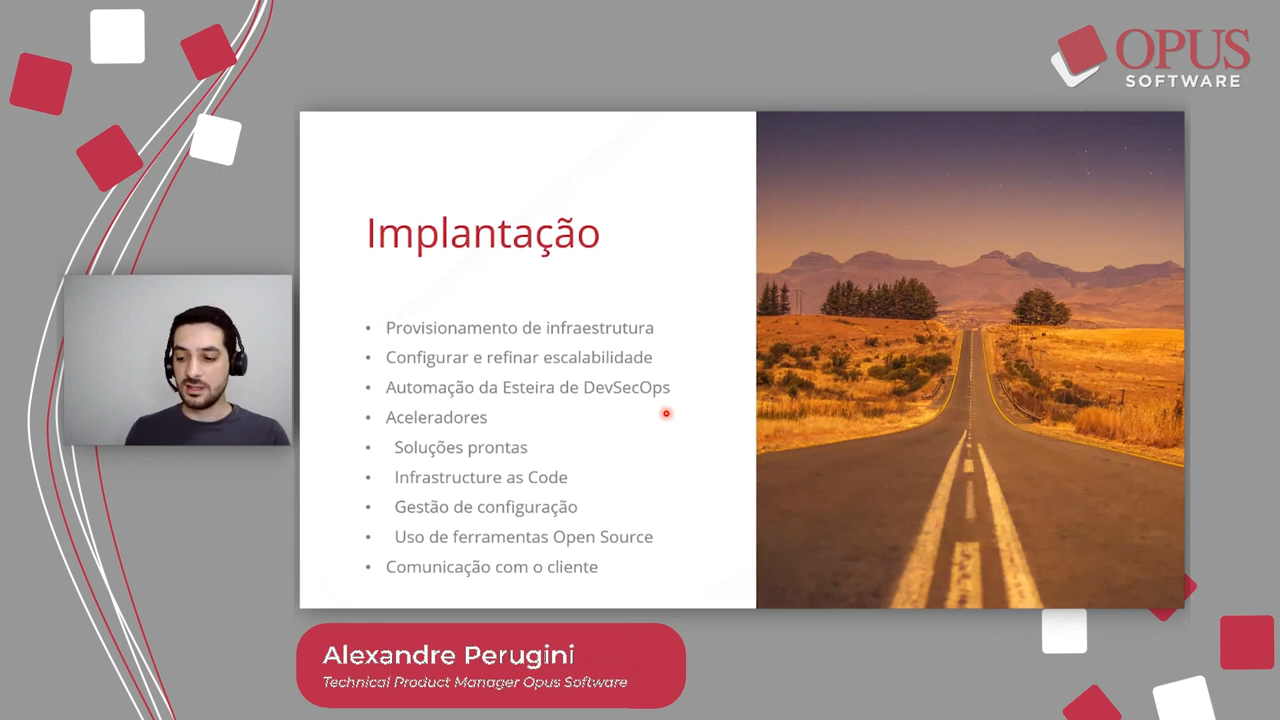 OPUS
SOFTWARE
Implantação
• Provisionamento de infraestrutura
• Configurar e refinar escalabilidade
• Automação da Esteira de DevSecOps
• Aceleradores
• Soluções prontas
• Infrastructure as Code
• Gestão de configuração
• Uso de ferramentas Open Source
• Comunicação com o cliente
Alexandre Perugini
Technical Product Manager Opus Software